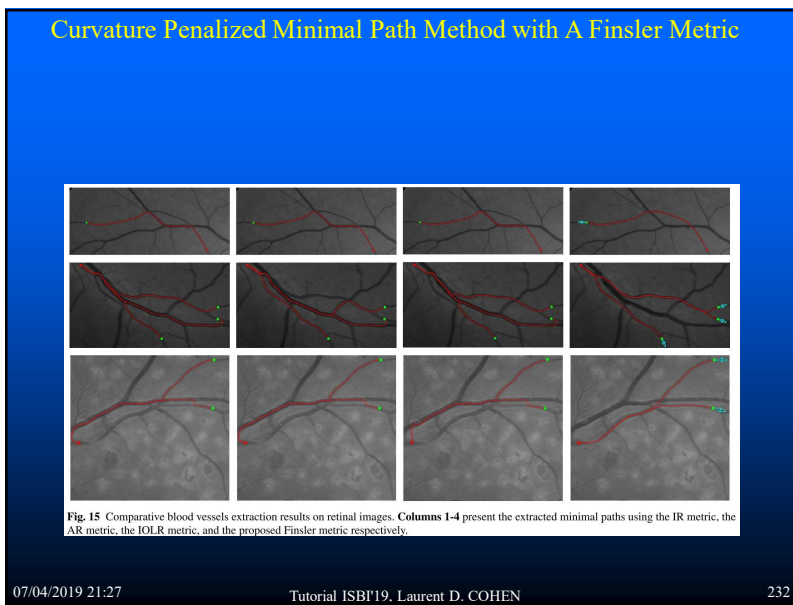 Curvature Penalized Minimal Path Method with A Finsler Metric
Fig. 15 Comparative blood vessels extraction results on retinal images. Columns 1-4 present the extracted minimal paths using the IR metric, the
AR metric, the IOLR metric, and the proposed Finsler metric respectively.
07/04/2019 21:27
Tutorial ISBI'19, Laurent D. COHEN
232